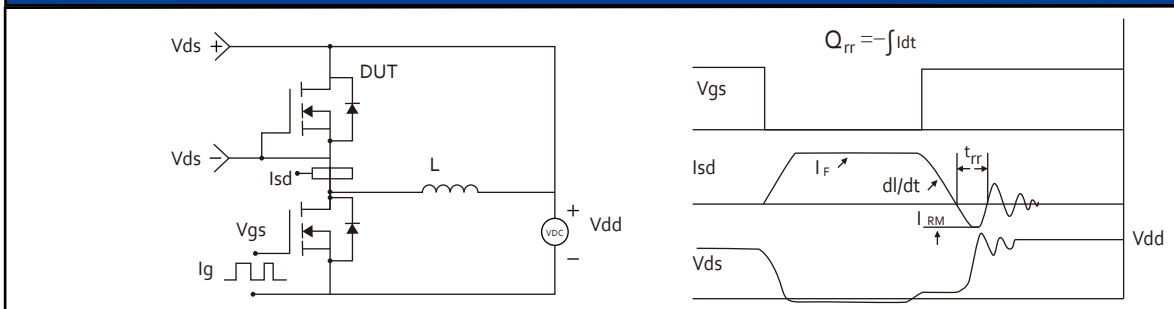 Vds +
DUT
Vds −
Isd
L
Vgs
Ig
VDC
+
Vdd
−
Qrr =−∫Idt
Vgs
Isd
IF
dI/dt
trr
IRM
Vds
Vdd